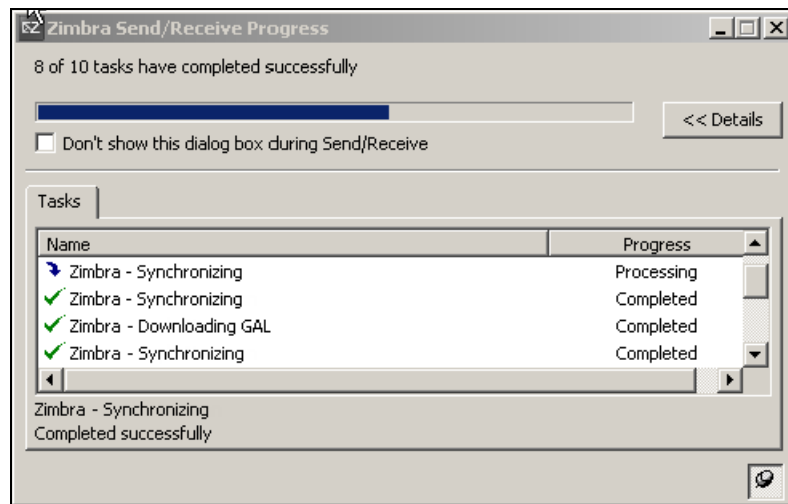 Zimbra Send/Receive Progress
8 of 10 tasks have completed successfully
<< Details
Don't show this dialog box during Send/Receive
Tasks
Name Progress
Zimbra - Synchronizing Processing
Zimbra - Synchronizing Completed
Zimbra - Downloading GAL Completed
Zimbra - Synchronizing Completed
Zimbra - Synchronizing
Completed successfully